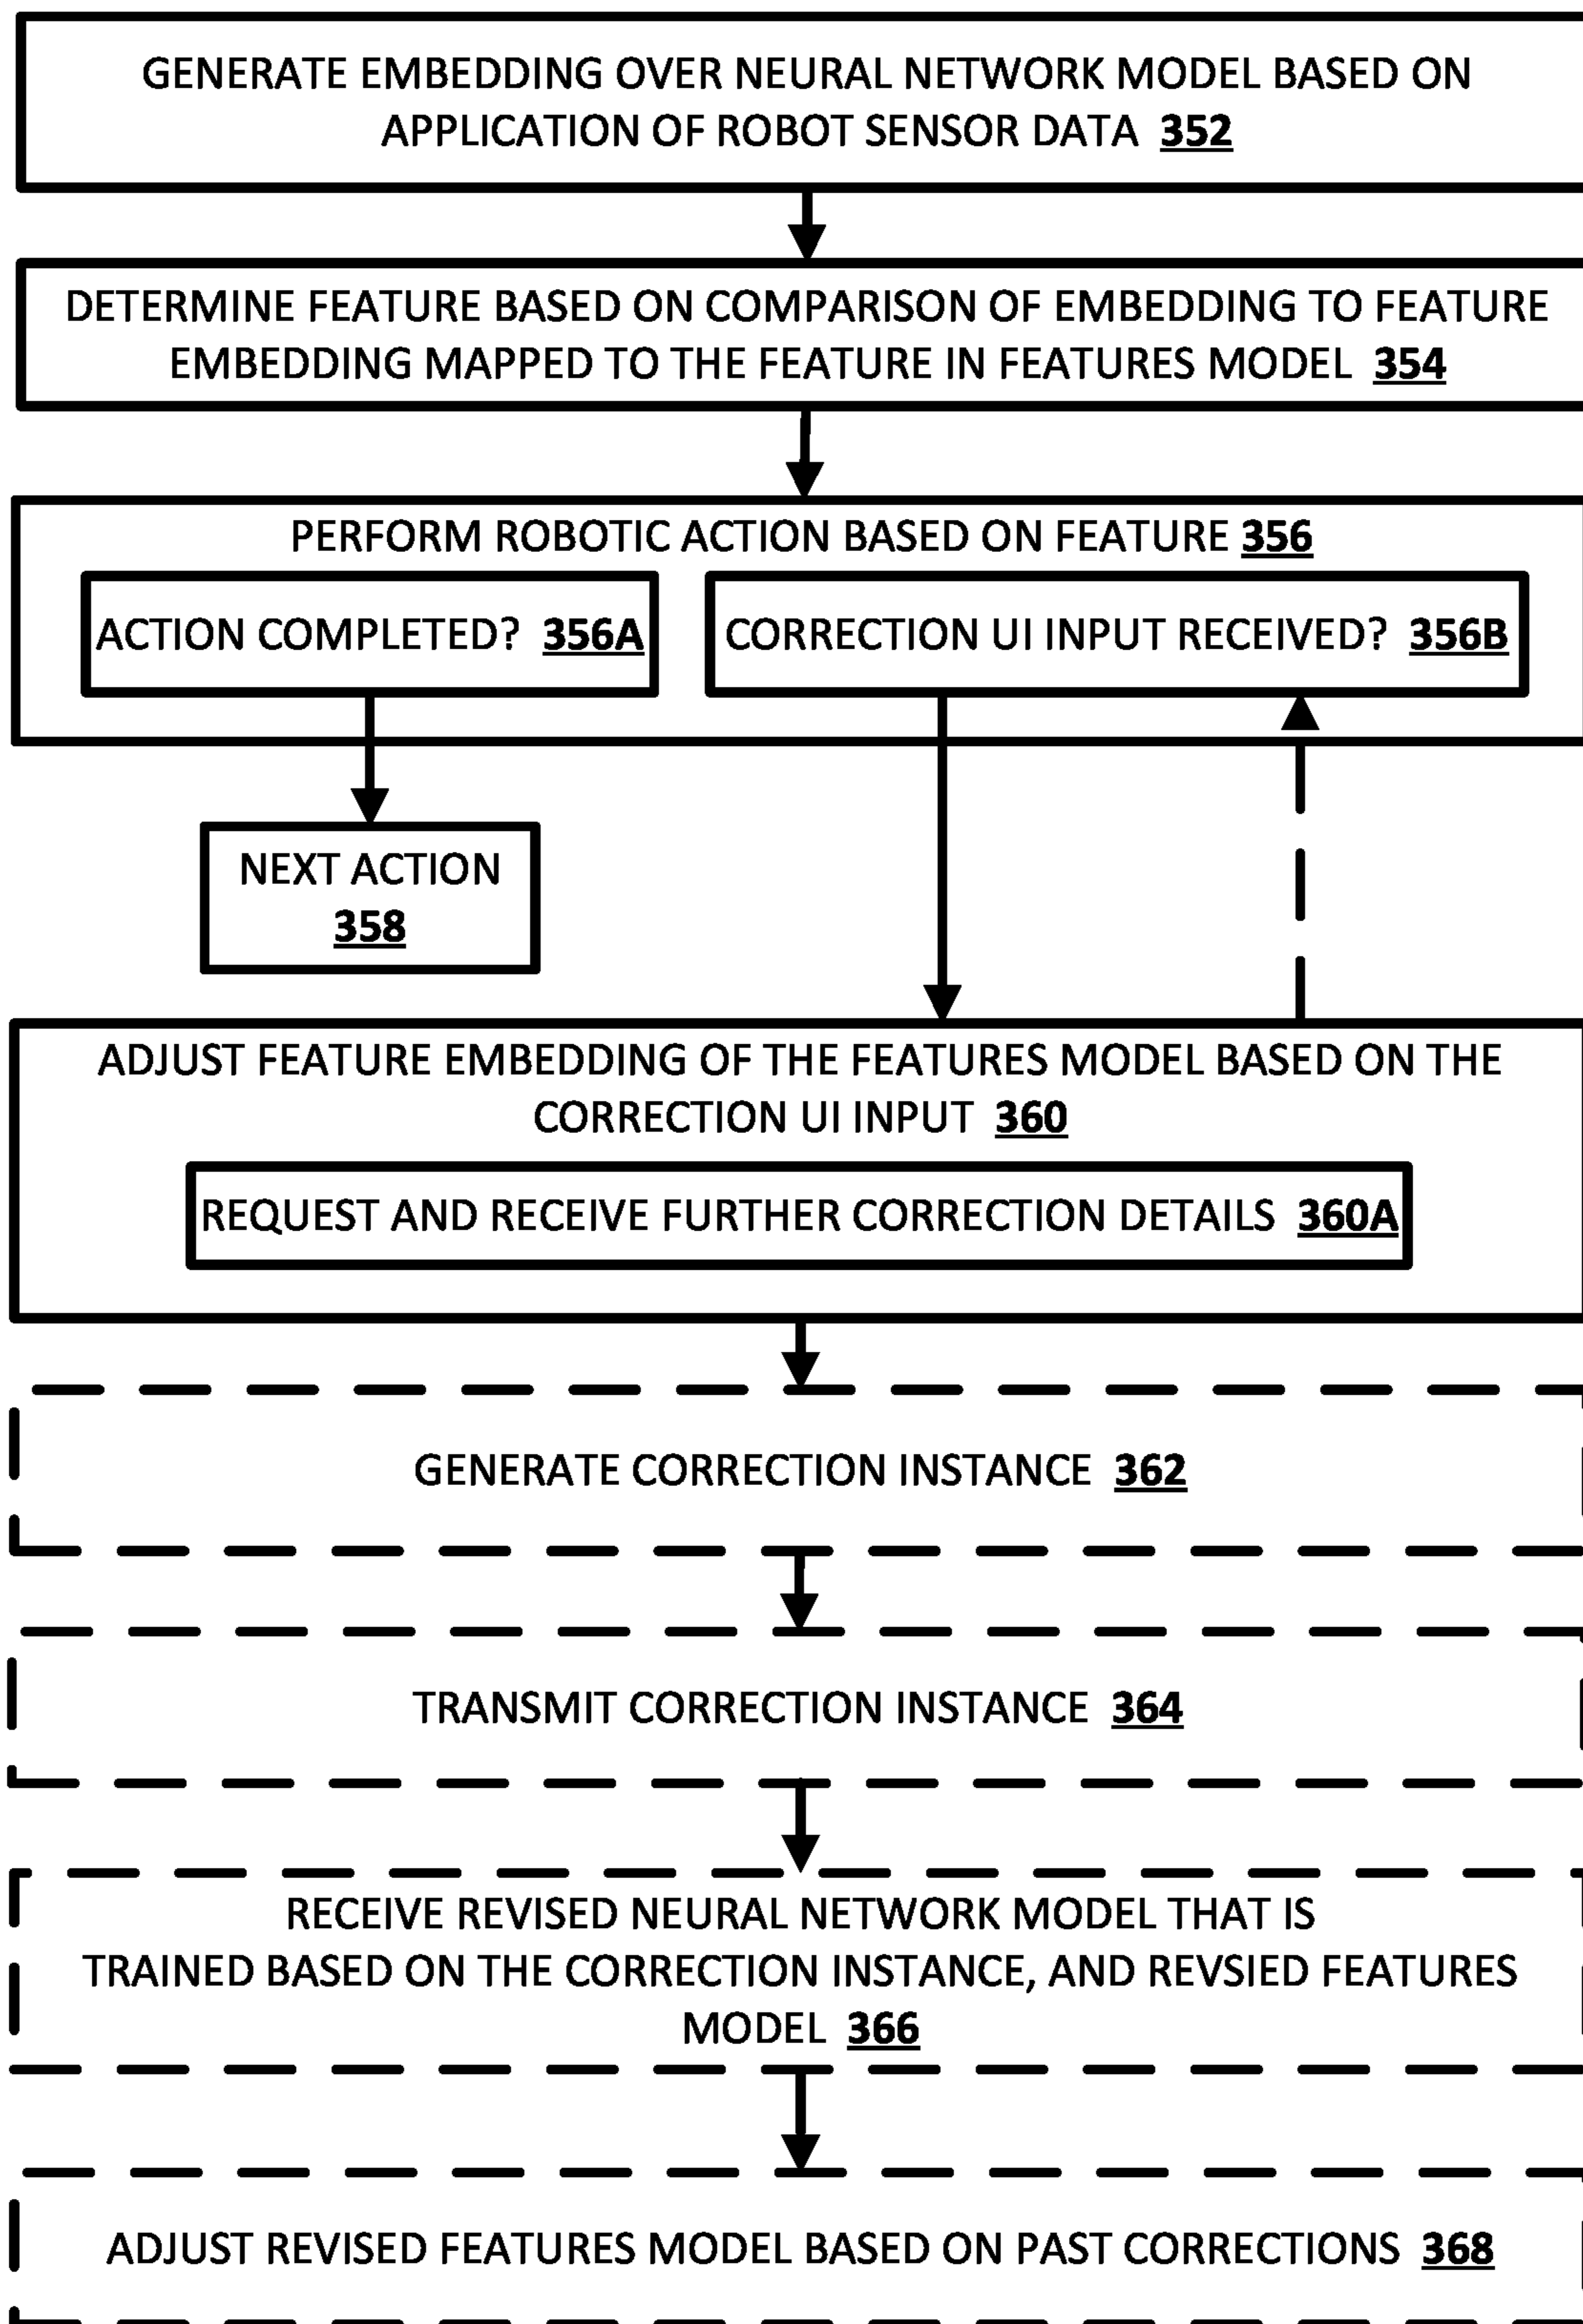 GENERATE EMBEDDING OVER NEURAL NETWORK MODEL BASED ON
APPLICATION OF ROBOT SENSOR DATA 352
DETERMINE FEATURE BASED ON COMPARISON OF EMBEDDING TO FEATURE
EMBEDDING MAPPED TO THE FEATURE IN FEATURES MODEL 354
PERFORM ROBOTIC ACTION BASED ON FEATURE 356
ACTION COMPLETED? 356A
CORRECTION UI INPUT RECEIVED? 356B
NEXT ACTION
358
ADJUST FEATURE EMBEDDING OF THE FEATURES MODEL BASED ON THE
CORRECTION UI INPUT 360
REQUEST AND RECEIVE FURTHER CORRECTION DETAILS 360A
GENERATE CORRECTION INSTANCE 362
TRANSMIT CORRECTION INSTANCE 364
RECEIVE REVISED NEURAL NETWORK MODEL THAT IS
TRAINED BASED ON THE CORRECTION INSTANCE, AND REVSIED FEATURES
MODEL 366
ADJUST REVISED FEATURES MODEL BASED ON PAST CORRECTIONS 368